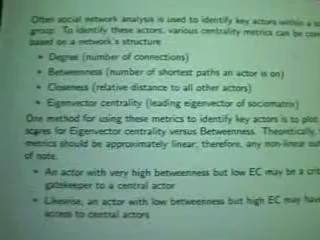 Often social network analysis is used to identify key actors within a
group. To identify these actors, various centrality metrics can be
based on a network's structure
• Degree (number of connections)
• Betweenness (number of shortest paths an actor is on)
• Closeness (relative distance to all other actors)
• Eigenvector centrality (leading eigenvector of sociomatrix)
One method for using these metrics to identify key actors is to plot
scores for Eigenvector centrality versus Betweenness. Theoretically,
metrics should be approximately linear; therefore, any non-linear
of note.
• An actor with very high betweenness but low EC may be a
gatekeeper to a central actor
• Likewise, an actor with low betweenness but high EC may
access to central actors